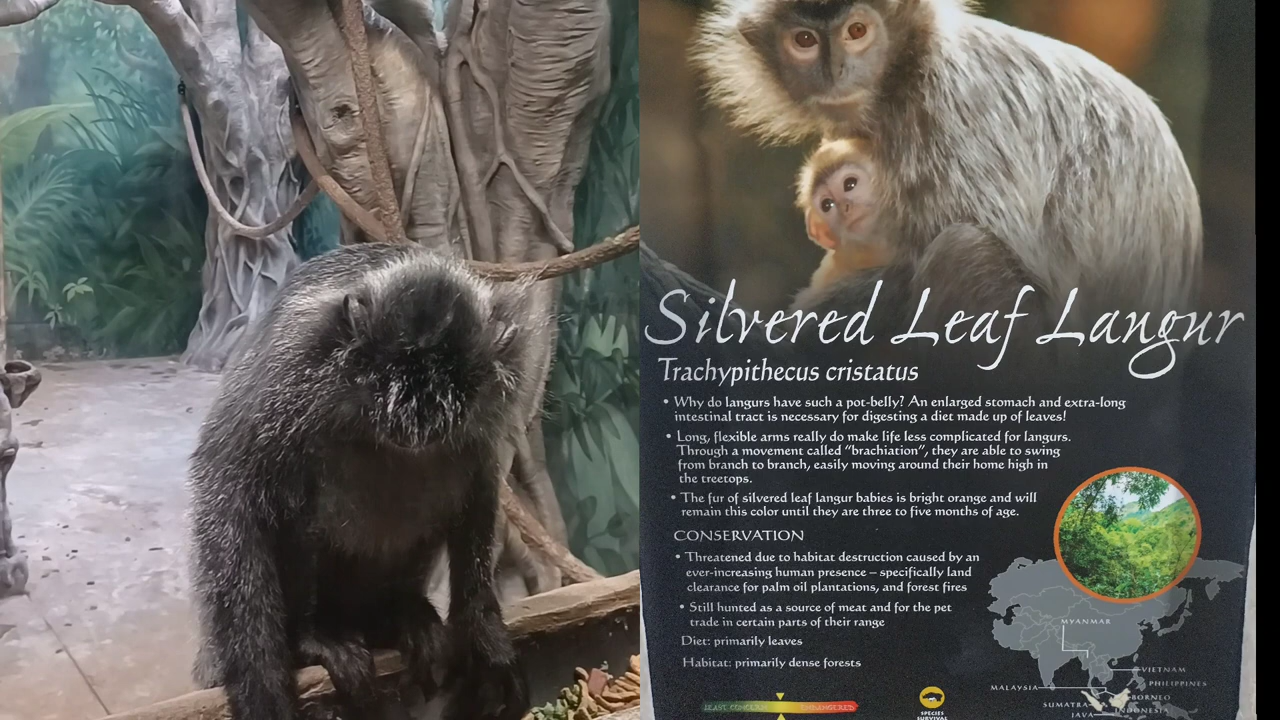 Silvered Leaf Langur
Trachypithecus cristatus
• Why do langurs have such a pot-belly? An enlarged stomach and extra-long
intestinal tract is necessary for digesting a diet made up of leaves!
• Long, flexible arms really do make life less complicated for langurs.
Through a movement called "brachiation", they are able to swing
from branch to branch, easily moving around their home high in
the treetops.
• The fur of silvered leaf langur babies is bright orange and will
remain this color until they are three to five months of age.
CONSERVATION
• Threatened due to habitat destruction caused by an
ever-increasing human presence – specifically land
clearance for palm oil plantations, and forest fires
• Still hunted as a source of meat and for the pet
trade in certain parts of their range
Diet: primarily leaves
Habitat: primarily dense forests
MYANMAR
VIETNAM
PHILIPPINES
MALAYSIA
BORNEO
SUMATRA
INDONESIA
JAVA
LEAST CONCERN
ENDANGERED
SPECIES
SURVIVAL